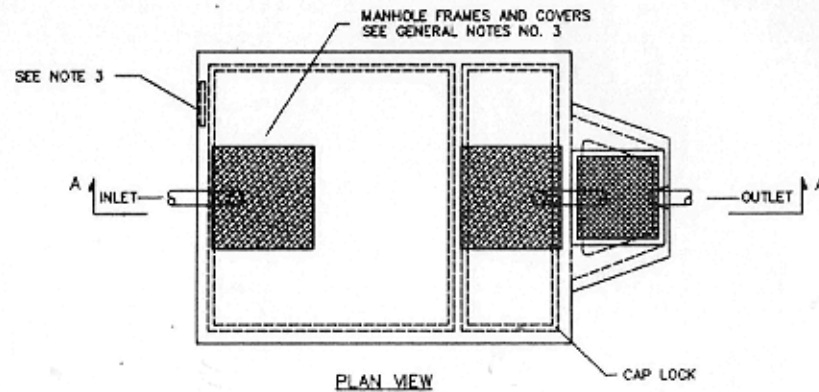 MANHOLE FRAMES AND COVERS
SEE GENERAL NOTES NO. 3
SEE NOTE 3
A INLET OUTLET A
CAP LOCK
PLAN VIEW